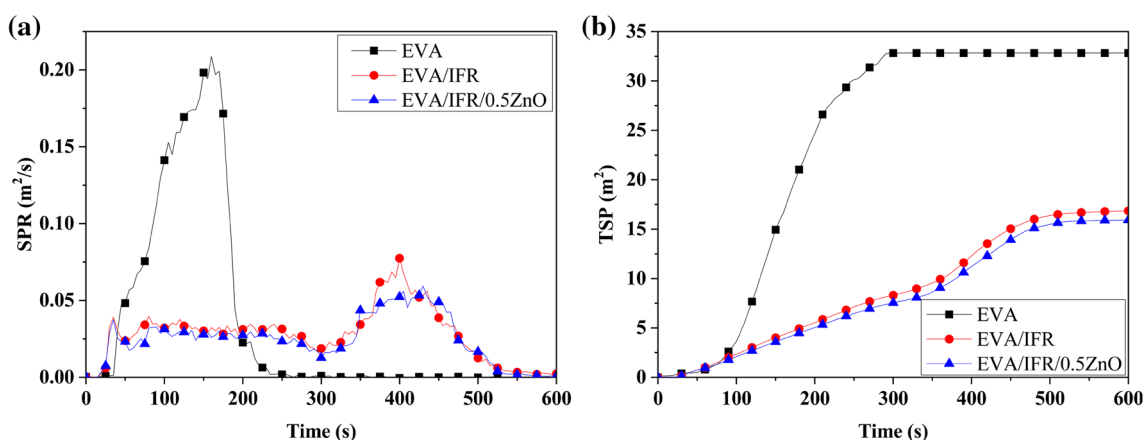 (a)
EVA
EVA/IFR
EVA/IFR/0.5ZnO
SPR (m²/s)
0.20
0.15
0.10
0.05
0.00
0 100 200 300 400 500 600
Time (s)
(b)
35
30
25
20
15
10
5
0
TSP (m²)
EVA
EVA/IFR
EVA/IFR/0.5ZnO
0 100 200 300 400 500 600
Time (s)